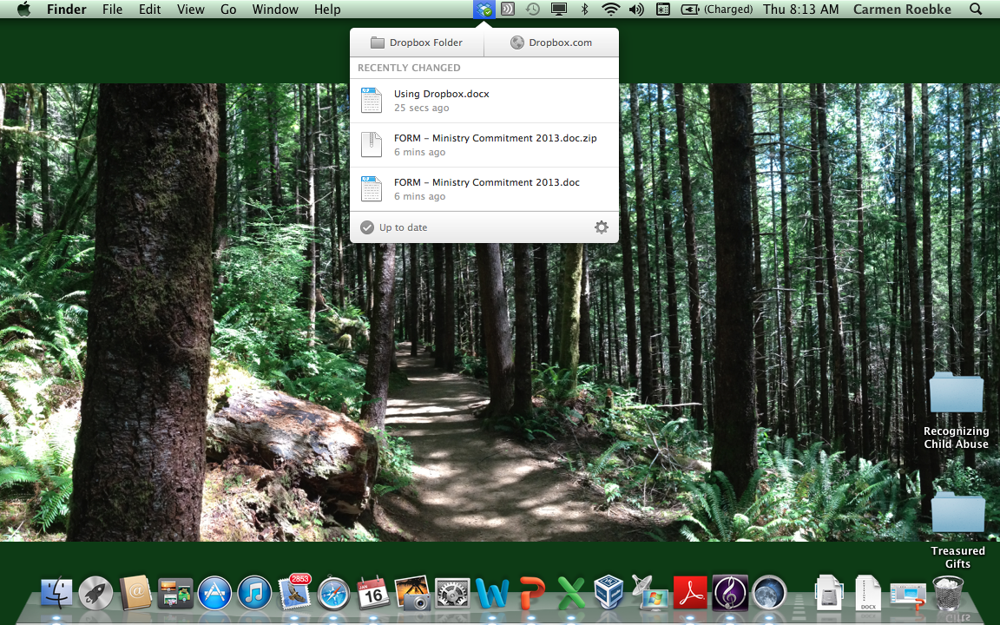 Finder File Edit View Go Window Help (Charged) Thu 8:13 AM Carmen Roebke
Dropbox Folder Dropbox.com
RECENTLY CHANGED
Using Dropbox.docx
25 secs ago
FORM - Ministry Commitment 2013.doc.zip
6 mins ago
FORM - Ministry Commitment 2013.doc
6 mins ago
Up to date
Recognizing
Child Abuse
Treasured
Gifts
2853
JAN
16
DOCX